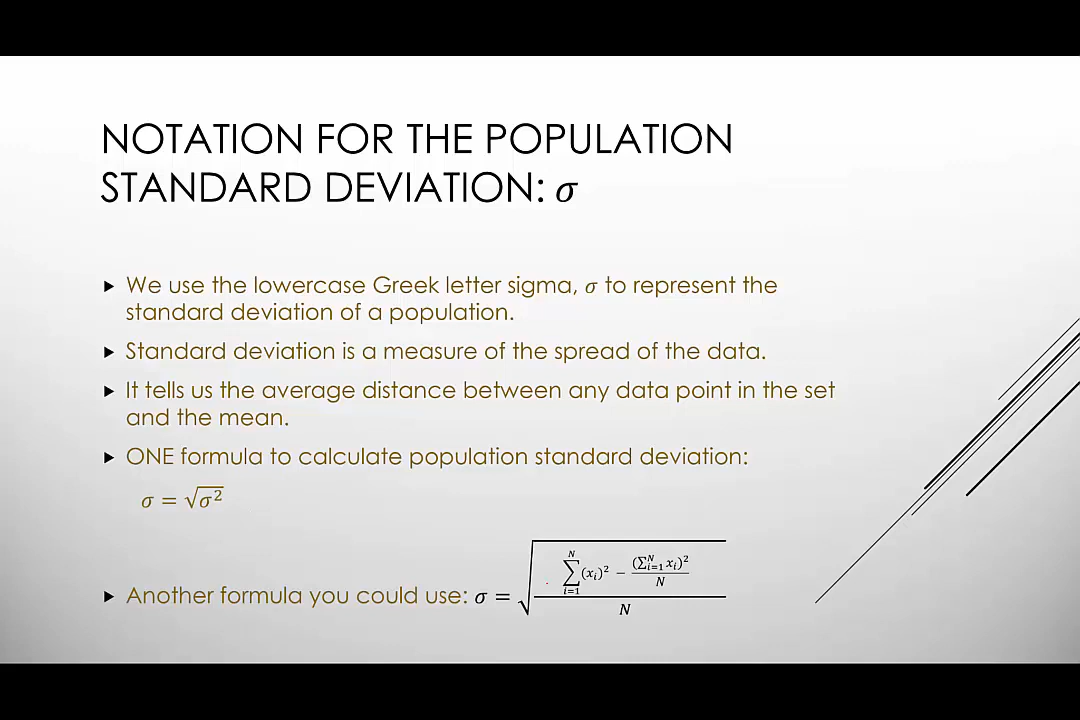 NOTATION FOR THE POPULATION
STANDARD DEVIATION: σ
We use the lowercase Greek letter sigma, σ to represent the
standard deviation of a population.
Standard deviation is a measure of the spread of the data.
It tells us the average distance between any data point in the set
and the mean.
ONE formula to calculate population standard deviation:
σ = √σ²
Another formula you could use: σ = √((∑_{i=1}^{N} (x_i)² − (∑_{i=1}^{N} x_i)²/N)/N)